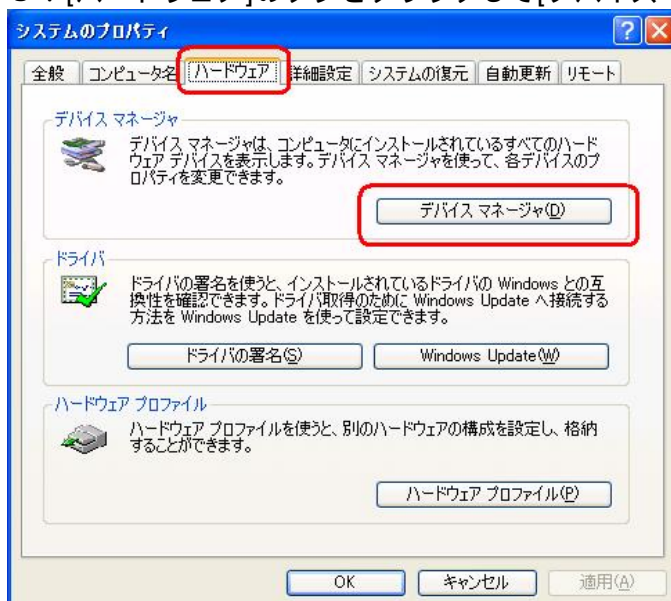 システムのプロパティ
全般 コンピュータ名 ハードウェア 詳細設定 システムの復元 自動更新 リモート
デバイス マネージャ
デバイス マネージャは、コンピュータにインストールされているすべてのハード
ウェア デバイスを表示します。デバイス マネージャを使って、各デバイスのプ
ロパティを変更できます。
デバイス マネージャ(D)
ドライバ
ドライバの署名を使うと、インストールされているドライバの Windows との互
換性を確認できます。ドライバ取得のために Windows Update へ接続する
方法を Windows Update を使って設定できます。
ドライバの署名(S) Windows Update(W)
ハードウェア プロファイル
ハードウェア プロファイルを使うと、別のハードウェアの構成を設定し、格納
することができます。
ハードウェア プロファイル(P)
OK キャンセル 適用(A)